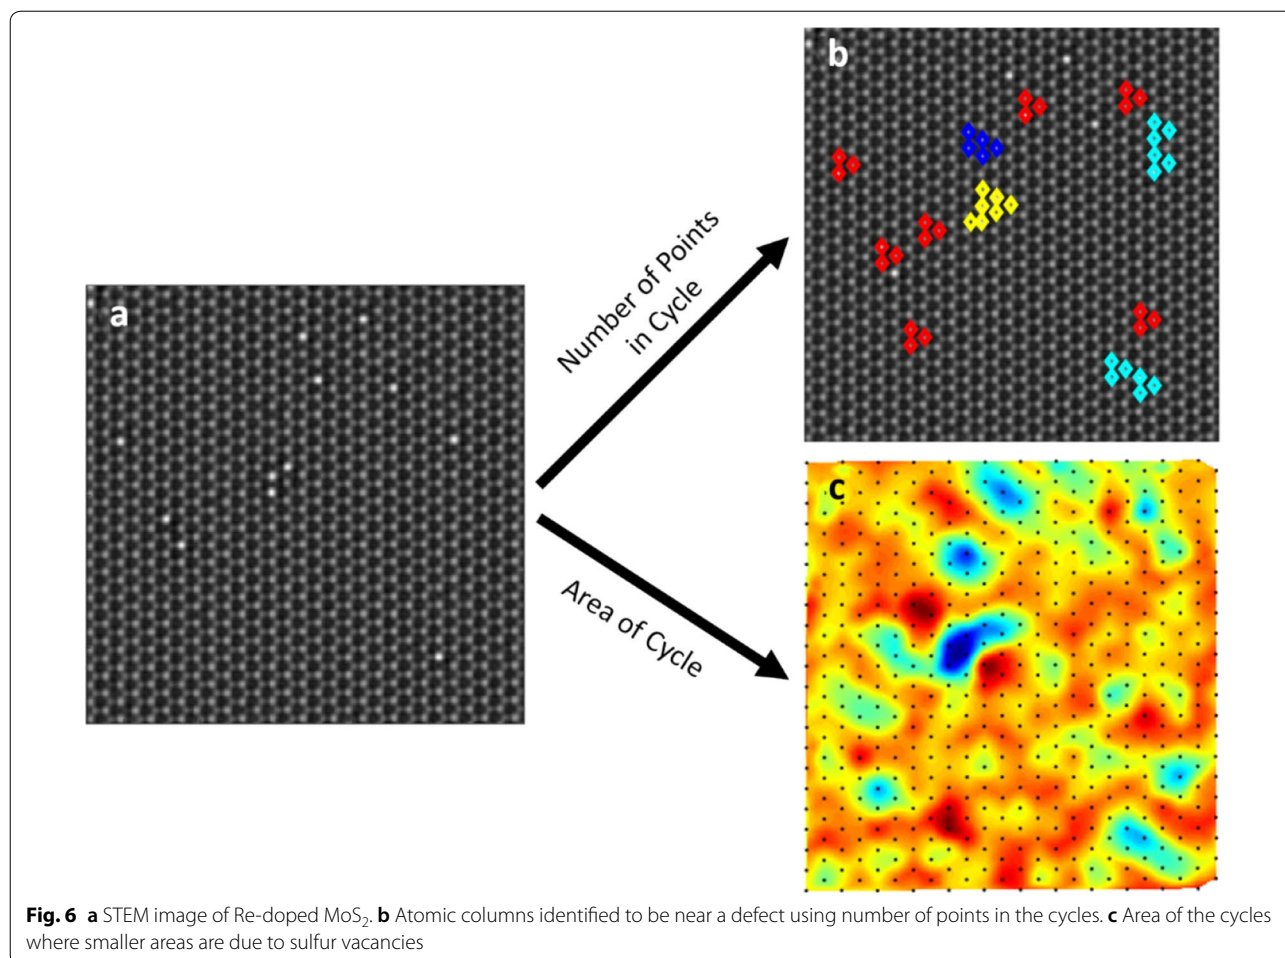 b
a
Number of Points
in Cycle
c
Area of Cycle
Fig. 6 a STEM image of Re-doped MoS₂. b Atomic columns identified to be near a defect using number of points in the cycles. c Area of the cycles
where smaller areas are due to sulfur vacancies